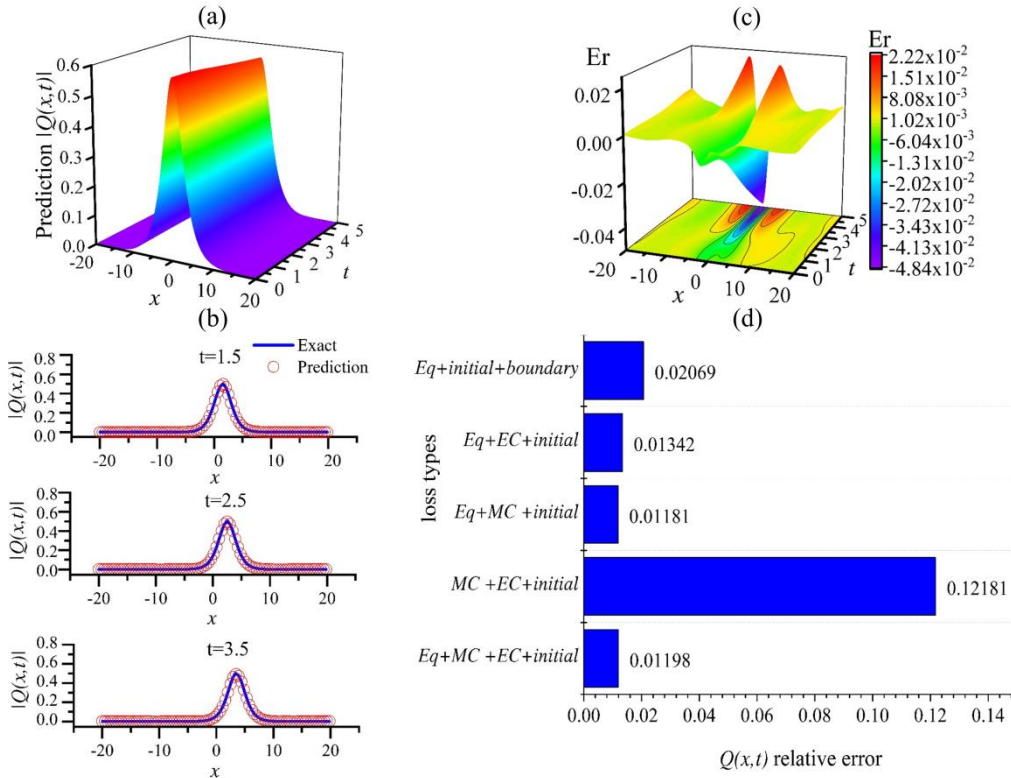 (a)
Prediction |Q(x,t)|
0.6
0.5
0.4
0.3
0.2
0.1
0.0
-20
-10
0
10
20
x
0
1
2
3
4
5
t
(c)
Er
0.02
0.00
-0.02
-0.04
-20
-10
0
10
20
x
0
1
2
3
4
5
t
Er
2.22x10⁻²
1.51x10⁻²
8.08x10⁻³
1.02x10⁻³
-6.04x10⁻³
-1.31x10⁻²
-2.02x10⁻²
-2.72x10⁻²
-3.43x10⁻²
-4.13x10⁻²
-4.84x10⁻²
(b)
Exact
Prediction
t=1.5
|Q(x,t)|
0.8
0.6
0.4
0.2
0.0
-20 -10 0 10 20
x
t=2.5
|Q(x,t)|
0.8
0.6
0.4
0.2
0.0
-20 -10 0 10 20
x
t=3.5
|Q(x,t)|
0.8
0.6
0.4
0.2
0.0
-20 -10 0 10 20
x
(d)
loss types
Eq+initial+boundary 0.02069
Eq+EC+initial 0.01342
Eq+MC +initial 0.01181
MC +EC+initial 0.12181
Eq+MC +EC+initial 0.01198
0.00 0.02 0.04 0.06 0.08 0.10 0.12 0.14
Q(x,t) relative error